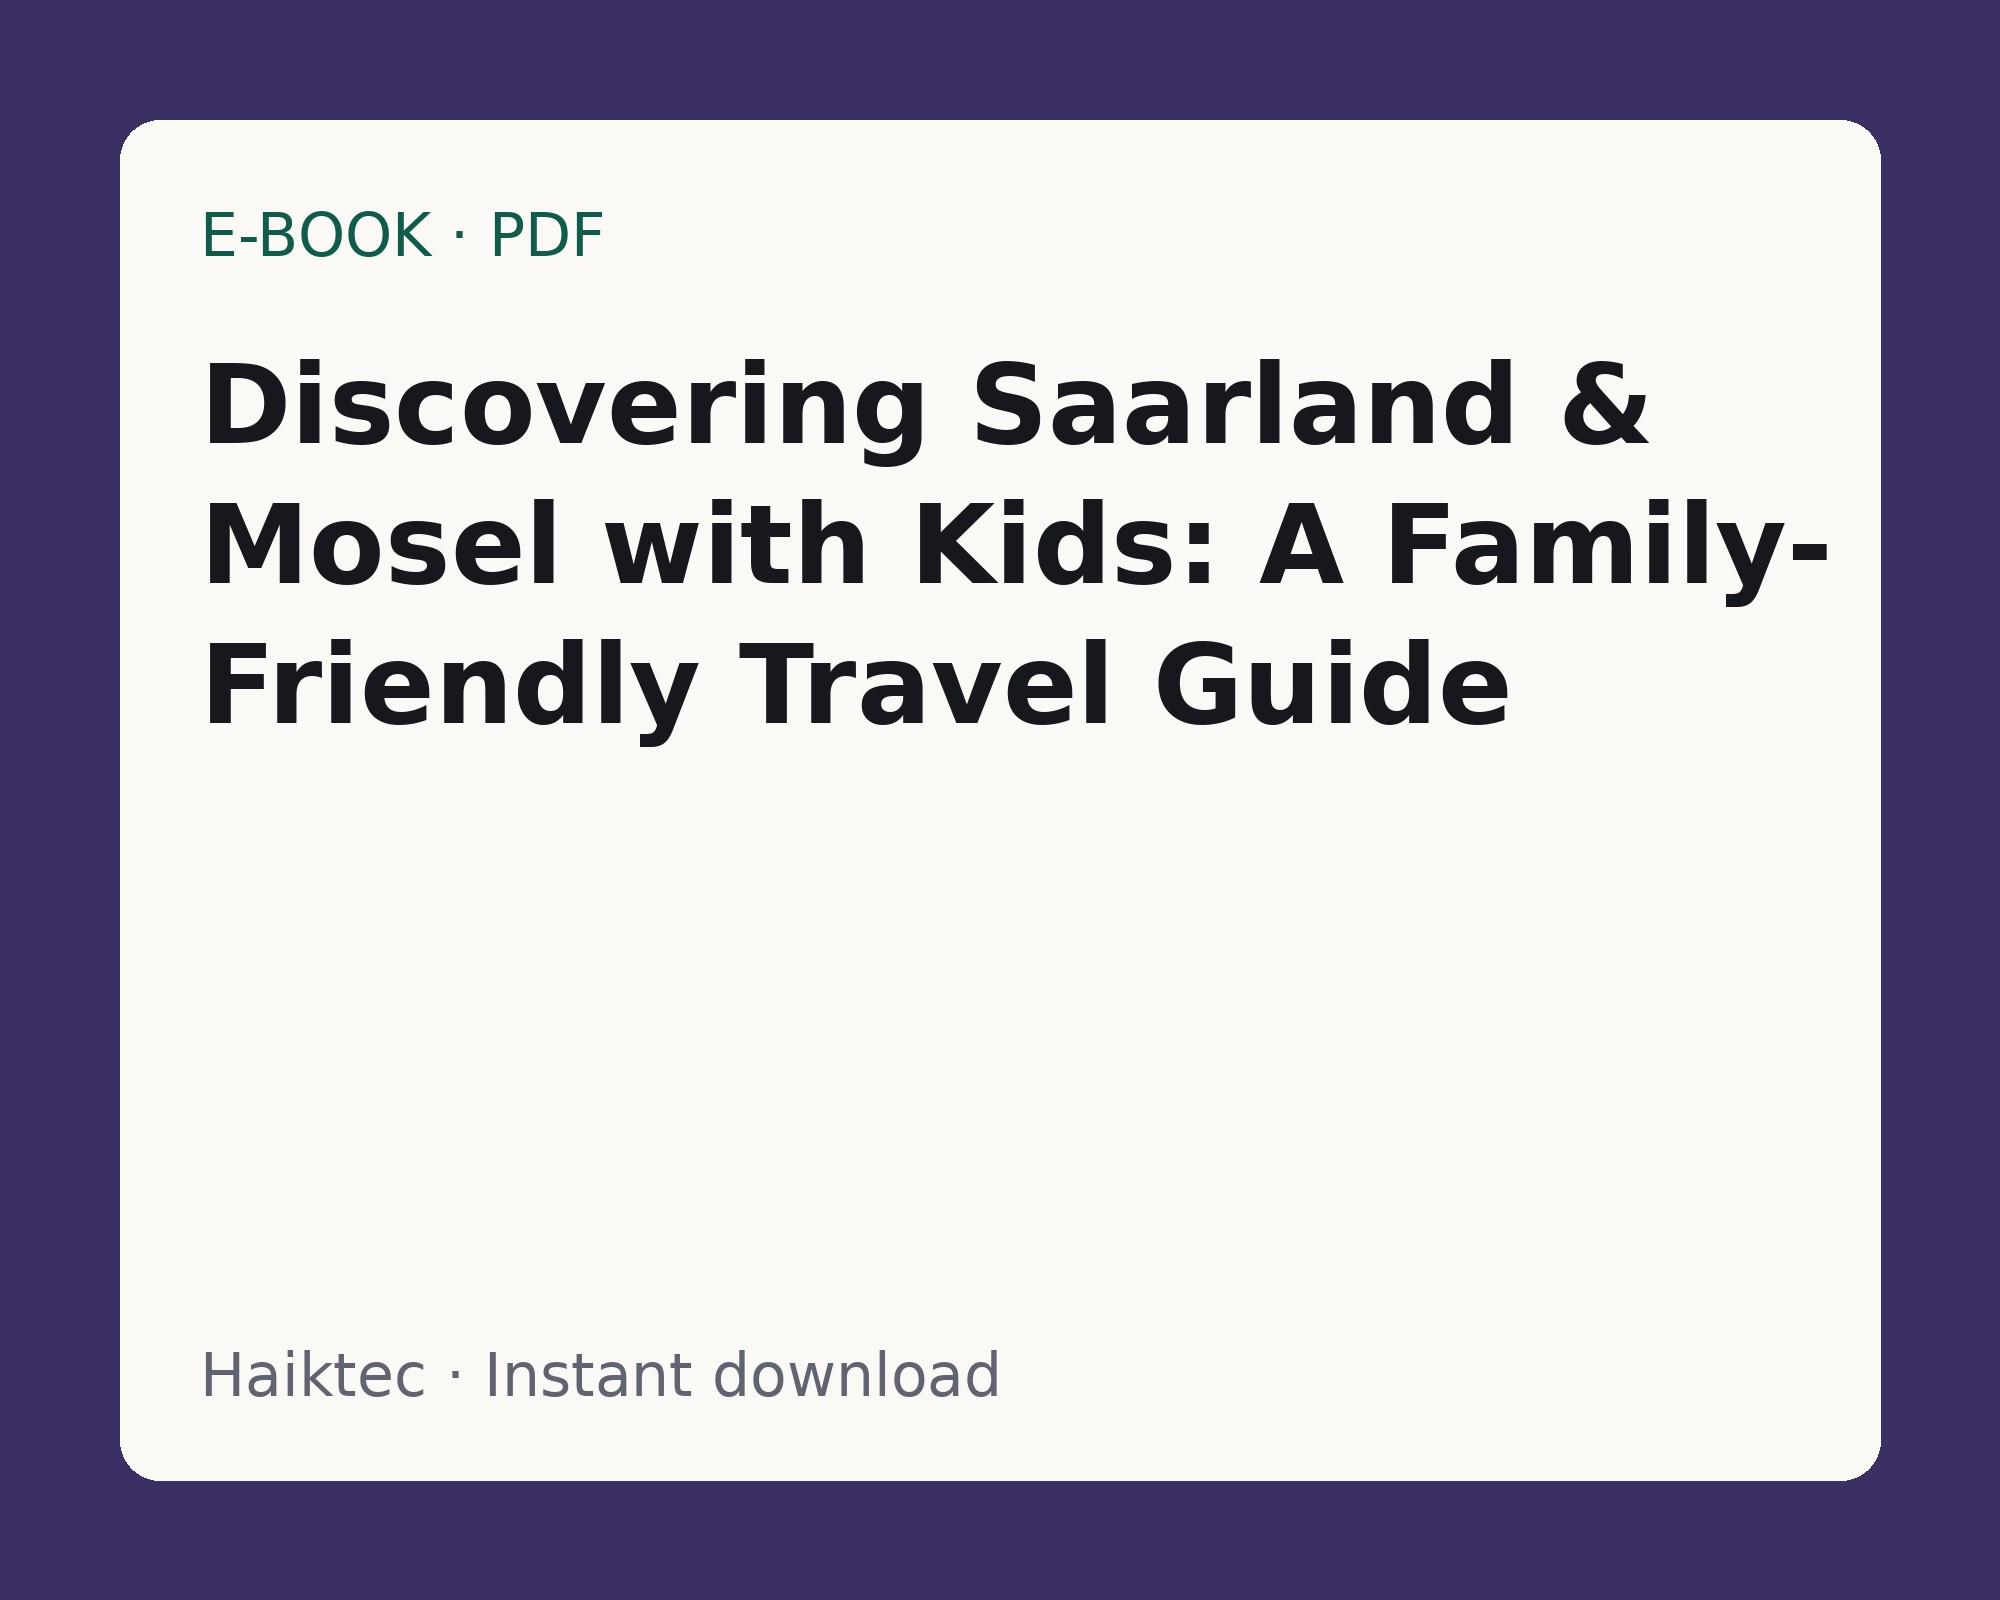 E-BOOK · PDF
Discovering Saarland &
Mosel with Kids: A Family-
Friendly Travel Guide
Haiktec · Instant download